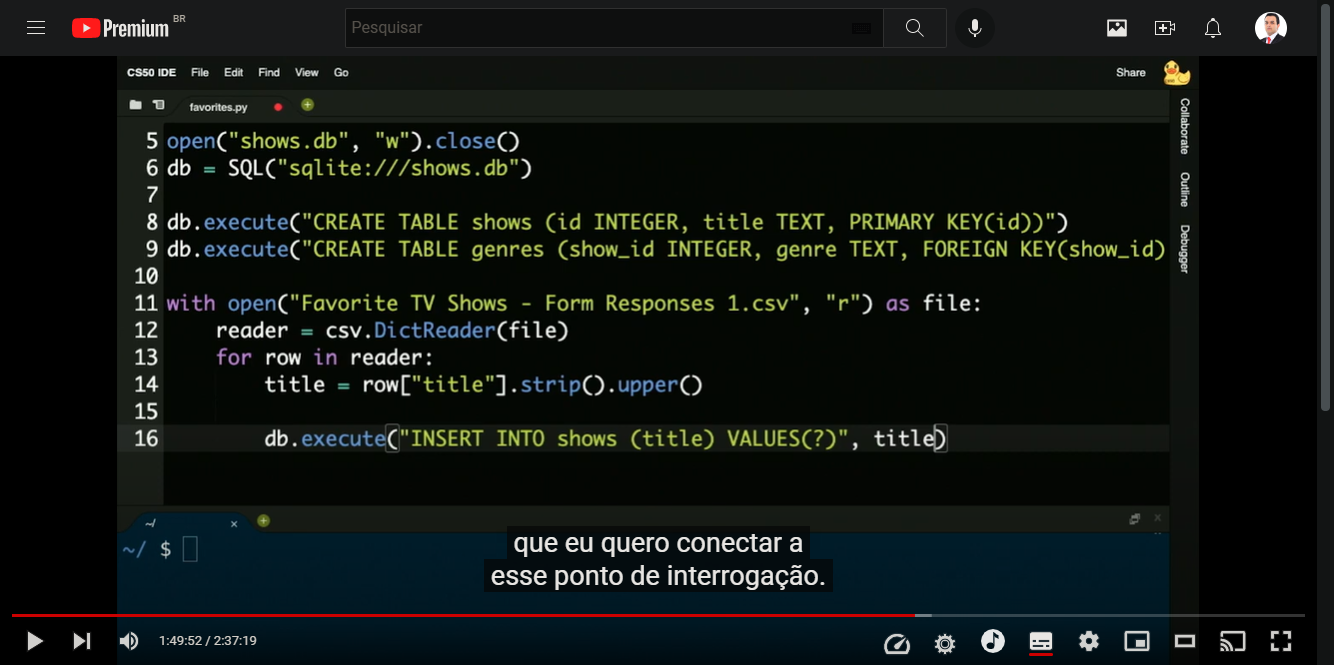 Premium BR
Pesquisar
CS50 IDE File Edit Find View Go Share
favorites.py
Collaborate
Outline
Debugger
5 open("shows.db", "w").close()
6 db = SQL("sqlite:///shows.db")
7
8 db.execute("CREATE TABLE shows (id INTEGER, title TEXT, PRIMARY KEY(id))")
9 db.execute("CREATE TABLE genres (show_id INTEGER, genre TEXT, FOREIGN KEY(show_id)
10
11 with open("Favorite TV Shows - Form Responses 1.csv", "r") as file:
12 reader = csv.DictReader(file)
13 for row in reader:
14 title = row["title"].strip().upper()
15
16 db.execute("INSERT INTO shows (title) VALUES(?)", title)
~/
~/ $
que eu quero conectar a
esse ponto de interrogação.
1:49:52 / 2:37:19